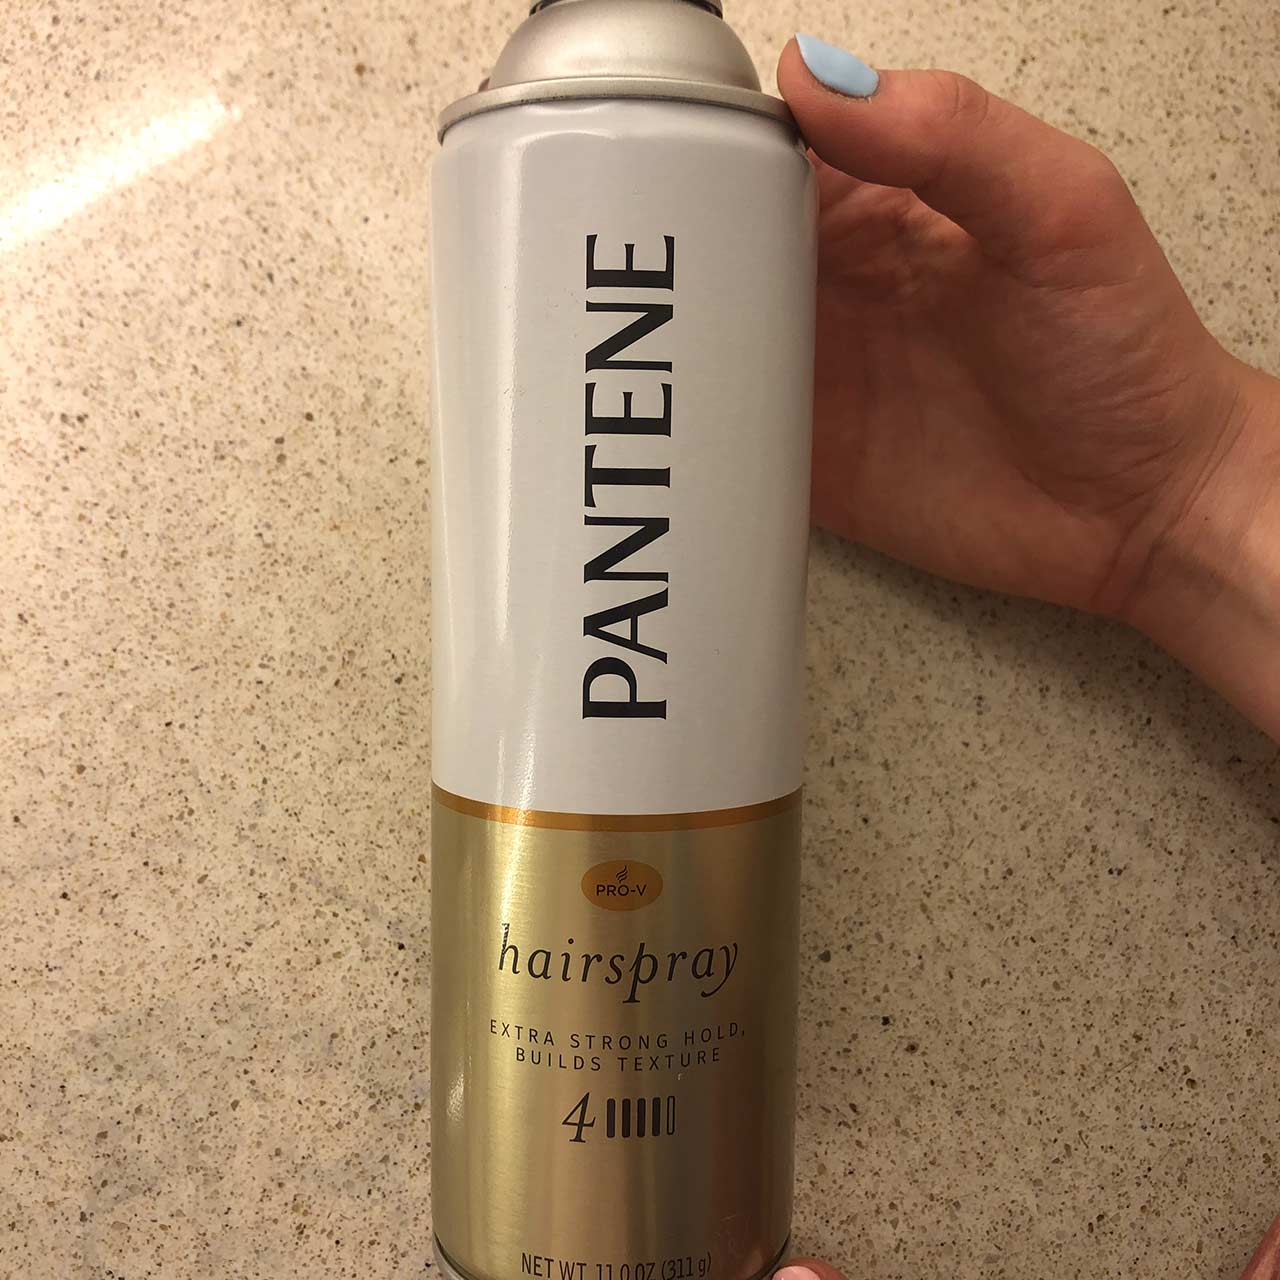 PANTENE
PRO-V
hairspray
EXTRA STRONG HOLD,
BUILDS TEXTURE
4
NET WT. 11.0 OZ (311 g)